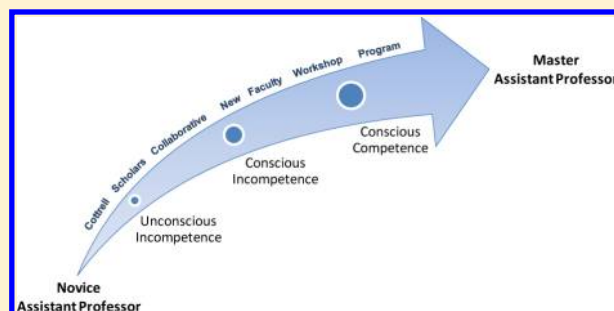 Cottrell Scholars Collaborative New Faculty Workshop Program
Master
Assistant Professor
Conscious
Competence
Conscious
Incompetence
Unconscious
Incompetence
Novice
Assistant Professor